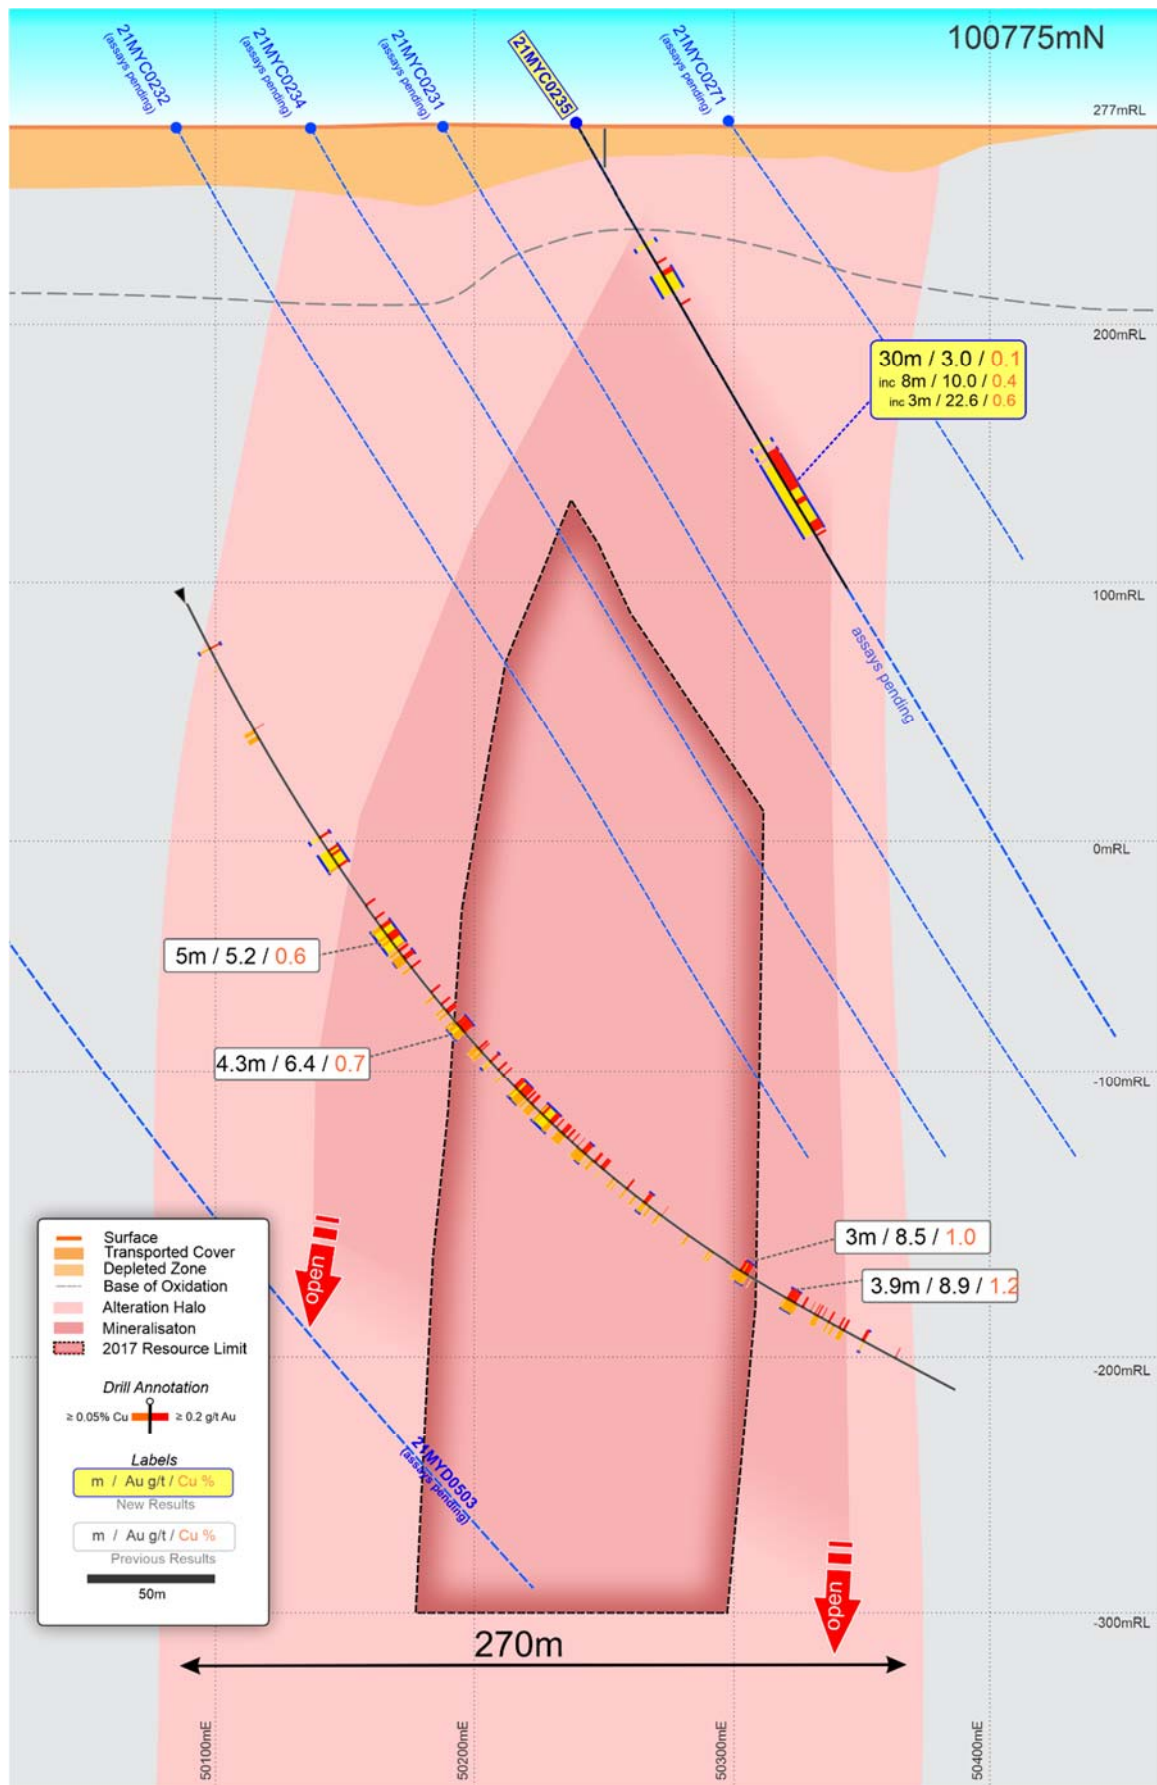 100775mN
21MYC0232
(assays pending)
21MYC0234
(assays pending)
21MYC0231
(assays pending)
21MYC0235
21MYC0271
(assays pending)
277mRL
200mRL
30m / 3.0 / 0.1
inc 8m / 10.0 / 0.4
inc 3m / 22.6 / 0.6
100mRL
assays pending
0mRL
5m / 5.2 / 0.6
4.3m / 6.4 / 0.7
-100mRL
3m / 8.5 / 1.0
3.9m / 8.9 / 1.2
open
-200mRL
21MYD0503
(assays pending)
Surface
Transported Cover
Depleted Zone
Base of Oxidation
Alteration Halo
Mineralisaton
2017 Resource Limit
Drill Annotation
≥ 0.05% Cu
≥ 0.2 g/t Au
Labels
m / Au g/t / Cu %
New Results
m / Au g/t / Cu %
Previous Results
50m
open
-300mRL
270m
50100mE
50200mE
50300mE
50400mE